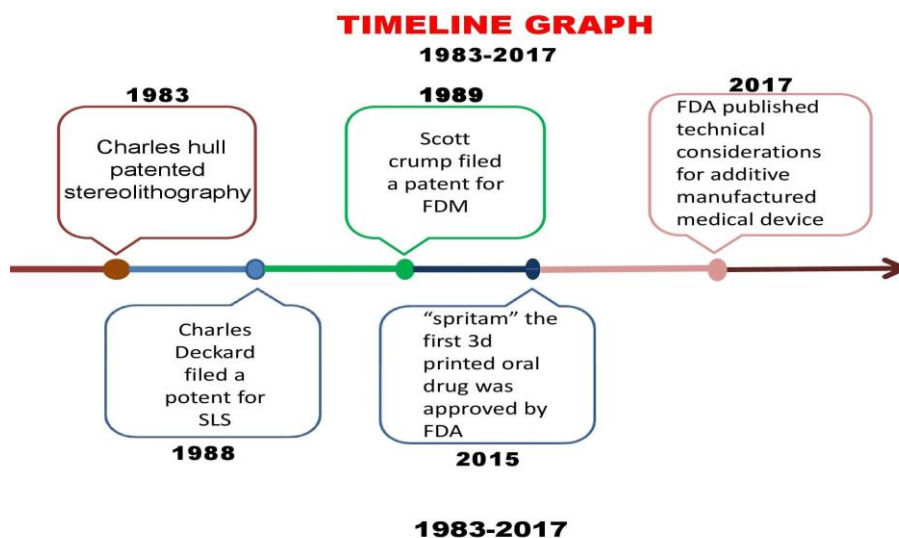 TIMELINE GRAPH
1983-2017
1983
Charles hull
patented
stereolithography
1988
Charles
Deckard
filed a
potent for
SLS
1989
Scott
crump filed
a patent for
FDM
2015
“spritam” the
first 3d
printed oral
drug was
approved by
FDA
2017
FDA published
technical
considerations
for additive
manufactured
medical device
1983-2017